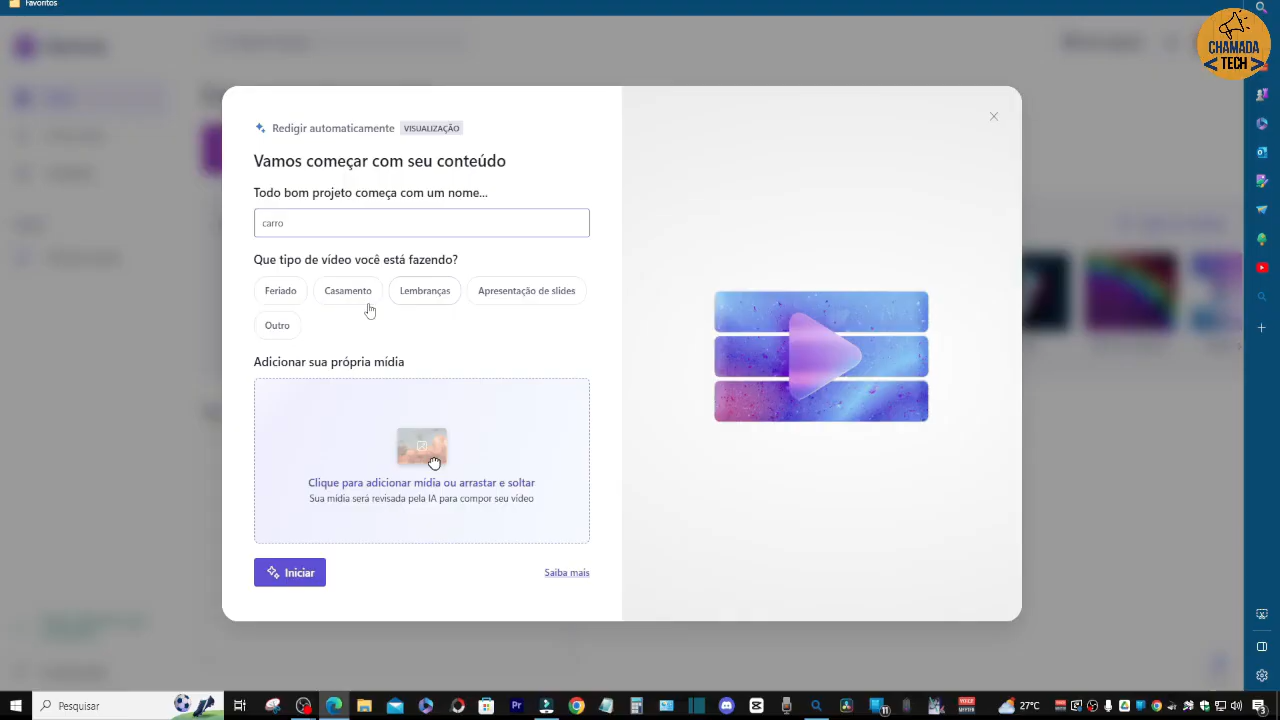 Favoritos
CHAMADA
< TECH >
Redigir automaticamente VISUALIZAÇÃO
Vamos começar com seu conteúdo
Todo bom projeto começa com um nome...
carro
Que tipo de vídeo você está fazendo?
Feriado Casamento Lembranças Apresentação de slides
Outro
Adicionar sua própria mídia
Clique para adicionar mídia ou arrastar e soltar
Sua mídia será revisada pela IA para compor seu vídeo
Iniciar
Saiba mais
Pesquisar
27°C